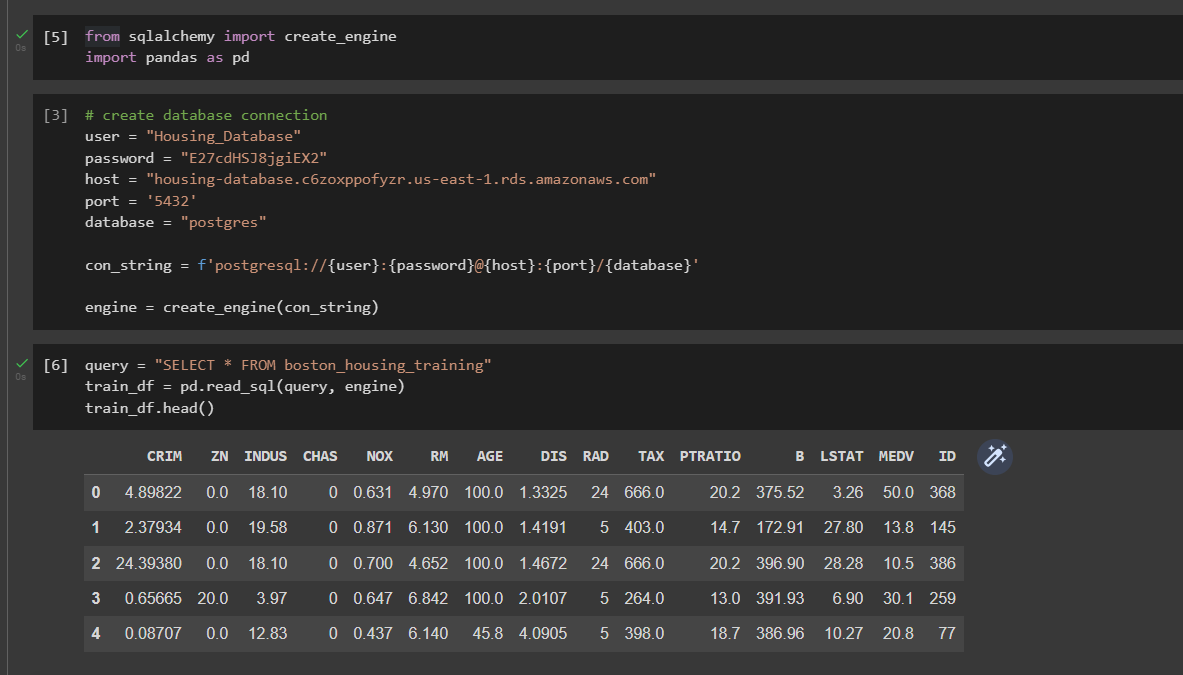 [5] from sqlalchemy import create_engine
0s import pandas as pd
[3] # create database connection
user = "Housing_Database"
password = "E27cdHSJ8jgiEX2"
host = "housing-database.c6zoxppofyzr.us-east-1.rds.amazonaws.com"
port = '5432'
database = "postgres"
con_string = f'postgresql://{user}:{password}@{host}:{port}/{database}'
engine = create_engine(con_string)
[6] query = "SELECT * FROM boston_housing_training"
0s train_df = pd.read_sql(query, engine)
train_df.head()
CRIM ZN INDUS CHAS NOX RM AGE DIS RAD TAX PTRATIO B LSTAT MEDV ID
0 4.89822 0.0 18.10 0 0.631 4.970 100.0 1.3325 24 666.0 20.2 375.52 3.26 50.0 368
1 2.37934 0.0 19.58 0 0.871 6.130 100.0 1.4191 5 403.0 14.7 172.91 27.80 13.8 145
2 24.39380 0.0 18.10 0 0.700 4.652 100.0 1.4672 24 666.0 20.2 396.90 28.28 10.5 386
3 0.65665 20.0 3.97 0 0.647 6.842 100.0 2.0107 5 264.0 13.0 391.93 6.90 30.1 259
4 0.08707 0.0 12.83 0 0.437 6.140 45.8 4.0905 5 398.0 18.7 386.96 10.27 20.8 77